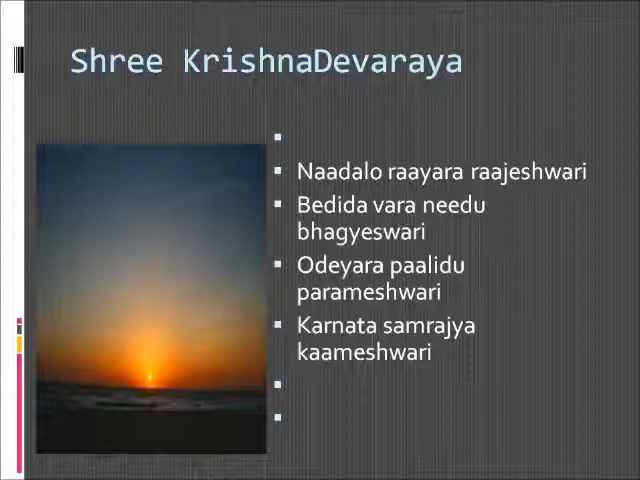 Shree KrishnaDevaraya
Naadalo raayara raajeshwari
Bedida vara needu
bhagyeswari
Odeyara paalidu
parameshwari
Karnata samrajya
kaameshwari